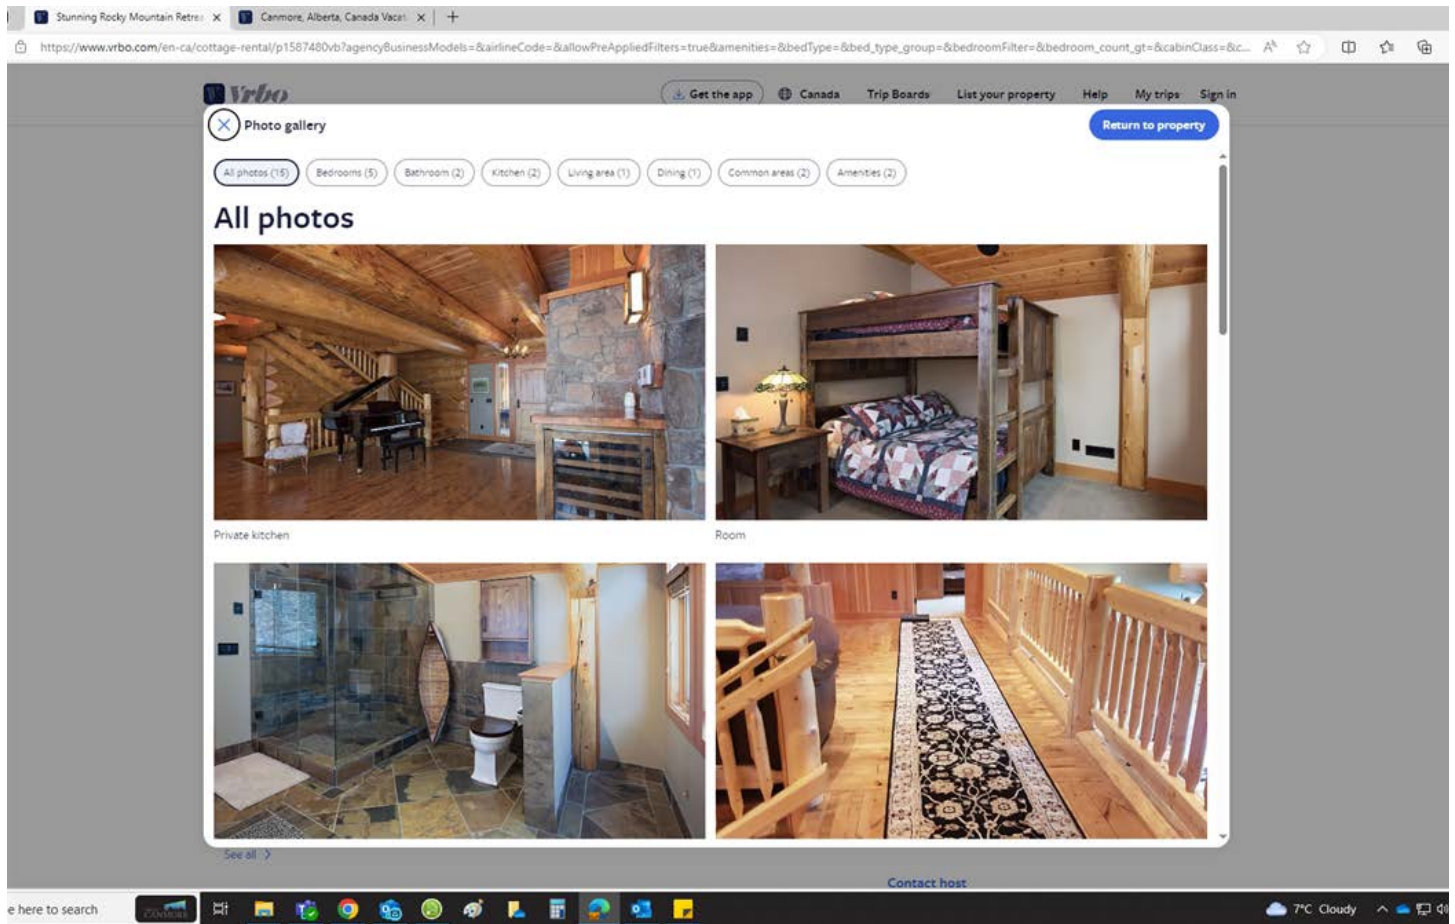 Stunning Rocky Mountain Retre
Canmore, Alberta, Canada Vacat
https://www.vrbo.com/en-ca/cottage-rental/p1587480vb?agencyBusinessModels=&airlineCode=&allowPreAppliedFilters=true&amenities=&bedType=&bed_type_group=&bedroomFilter=&bedroom_count_gt=&cabinClass=&c...
Vrbo
Get the app
Canada
Trip Boards
List your property
Help
My trips
Sign in
Photo gallery
Return to property
All photos (15)
Bedrooms (5)
Bathroom (2)
Kitchen (2)
Living area (1)
Dining (1)
Common areas (2)
Amenities (2)
All photos
Private kitchen
Room
See all >
Contact host
e here to search
CANMORE
7°C Cloudy